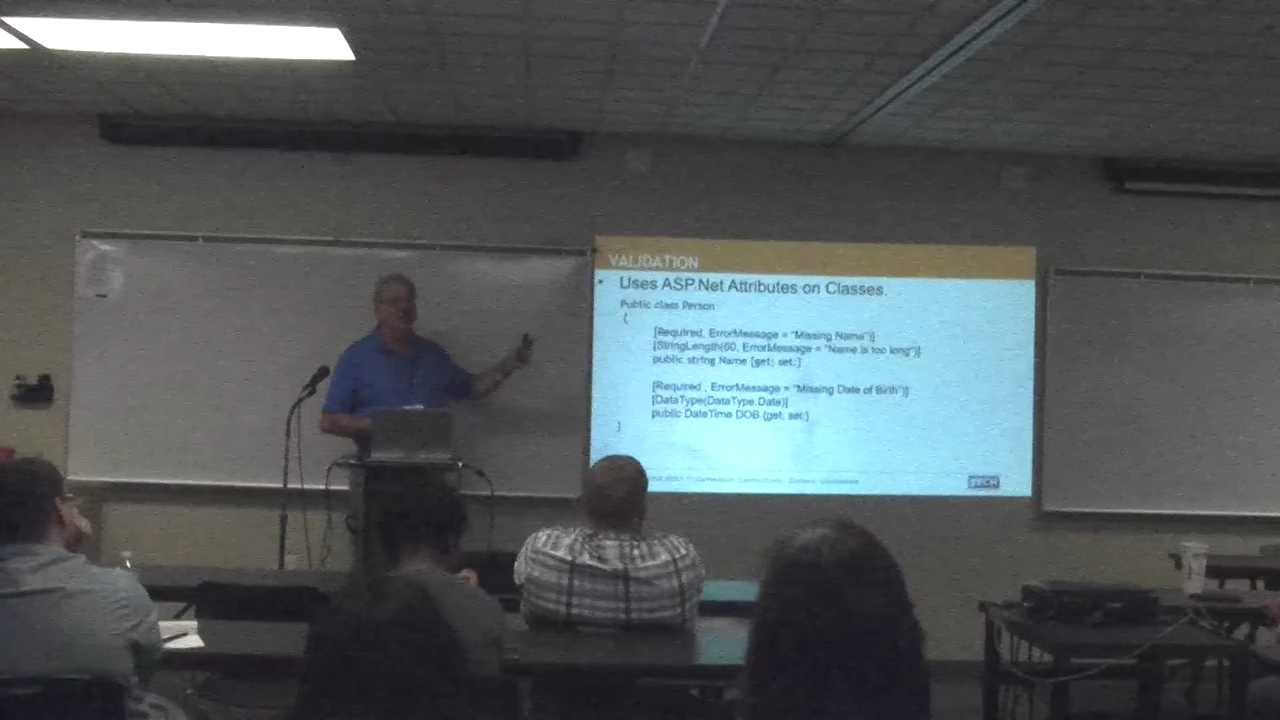 VALIDATION
• Uses ASP.Net Attributes on Classes.
Public class Person
{
[Required, ErrorMessage = "Missing Name")]
[StringLength(60, ErrorMessage = "Name is too long")]
public string Name {get; set;}
[Required , ErrorMessage = "Missing Date of Birth")]
[DataType(DataType.Date)]
public DateTime DOB {get; set;}
}